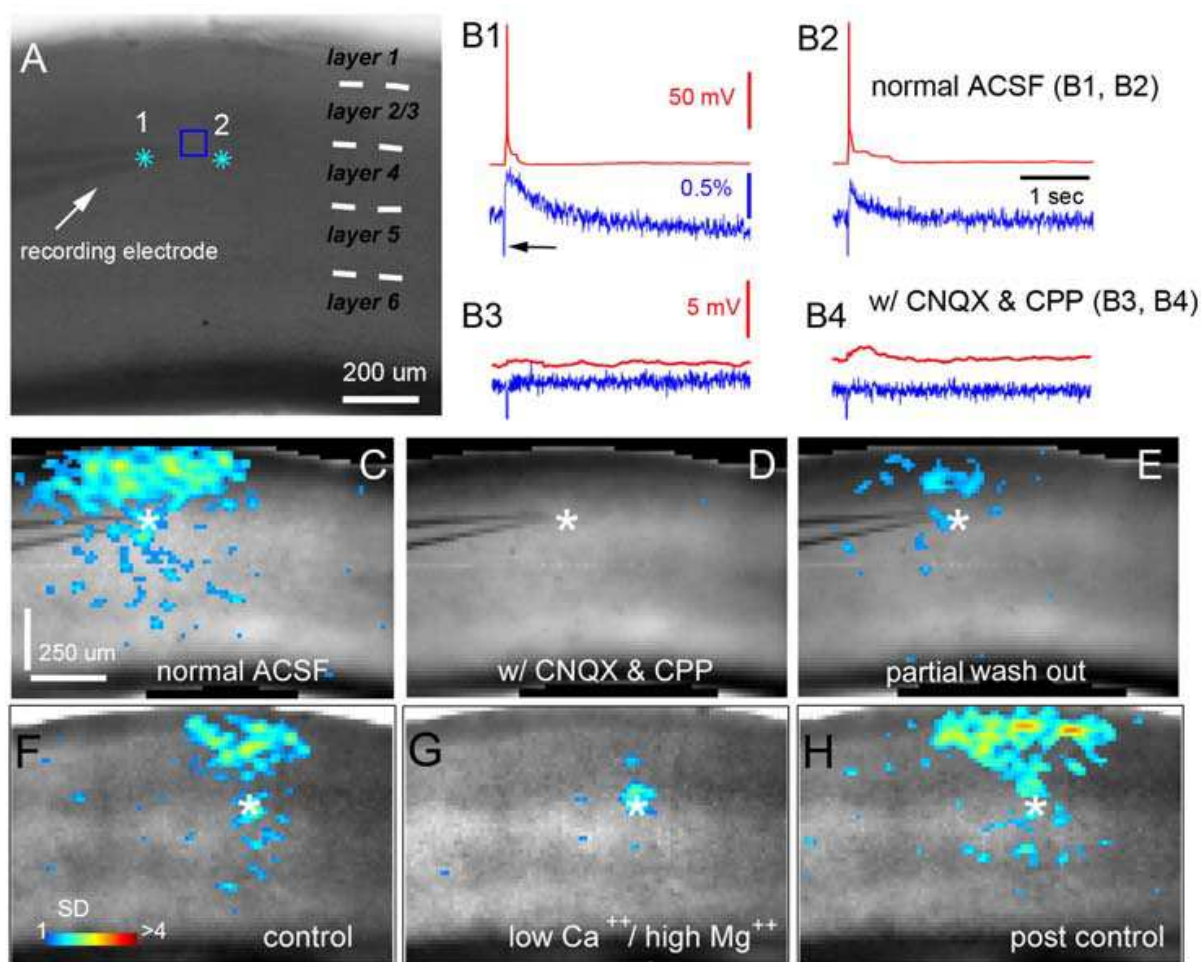 A
layer 1
layer 2/3
layer 4
layer 5
layer 6
1
2
recording electrode
200 um
B1
50 mV
0.5%
B2
normal ACSF (B1, B2)
1 sec
B3
5 mV
B4
w/ CNQX & CPP (B3, B4)
C
250 um
normal ACSF
D
w/ CNQX & CPP
E
partial wash out
F
SD
1
>4
control
G
low Ca ++/ high Mg++
H
post control